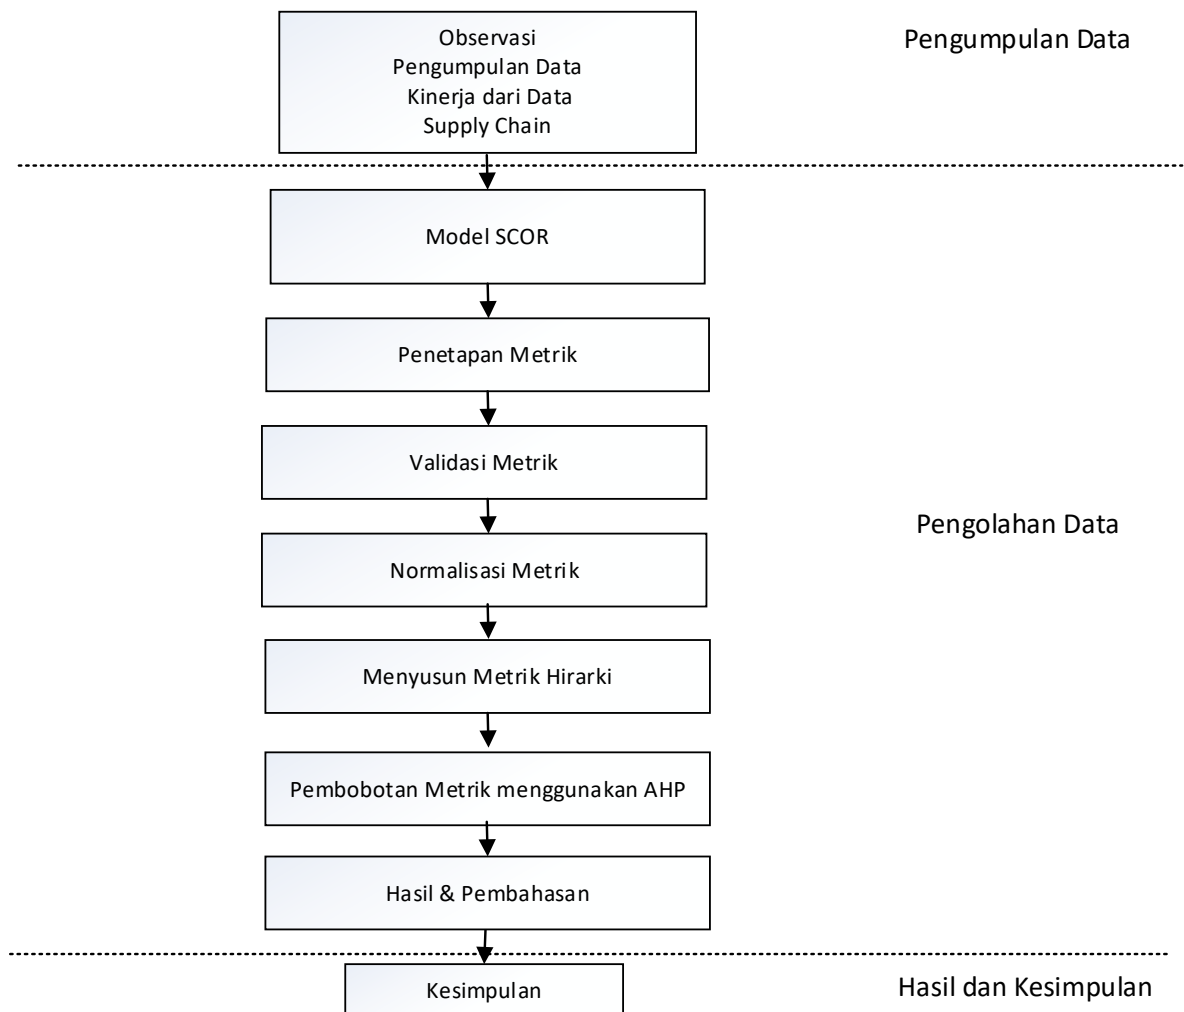 Observasi
Pengumpulan Data
Kinerja dari Data
Supply Chain
Pengumpulan Data
Model SCOR
Penetapan Metrik
Validasi Metrik
Pengolahan Data
Normalisasi Metrik
Menyusun Metrik Hirarki
Pembobotan Metrik menggunakan AHP
Hasil & Pembahasan
Kesimpulan
Hasil dan Kesimpulan